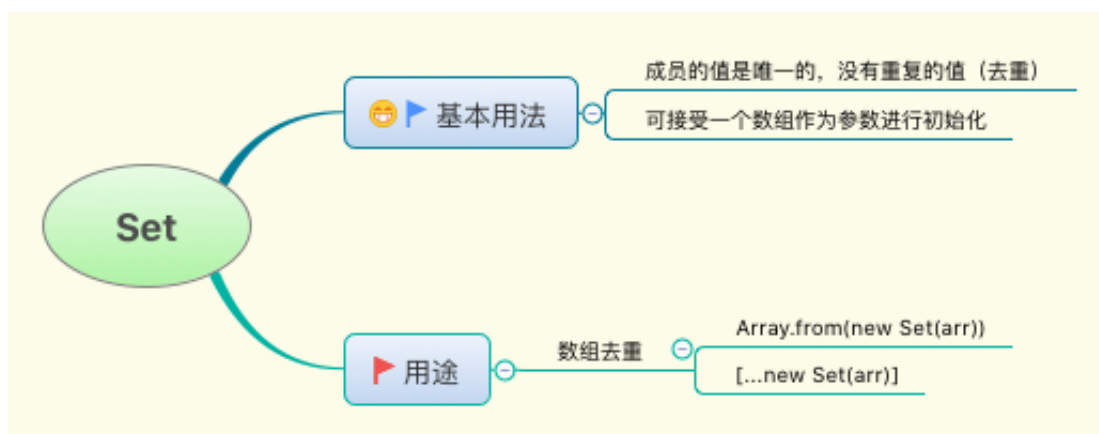 Set
基本用法
成员的值是唯一的，没有重复的值（去重）
可接受一个数组作为参数进行初始化
用途
数组去重
Array.from(new Set(arr))
[...new Set(arr)]